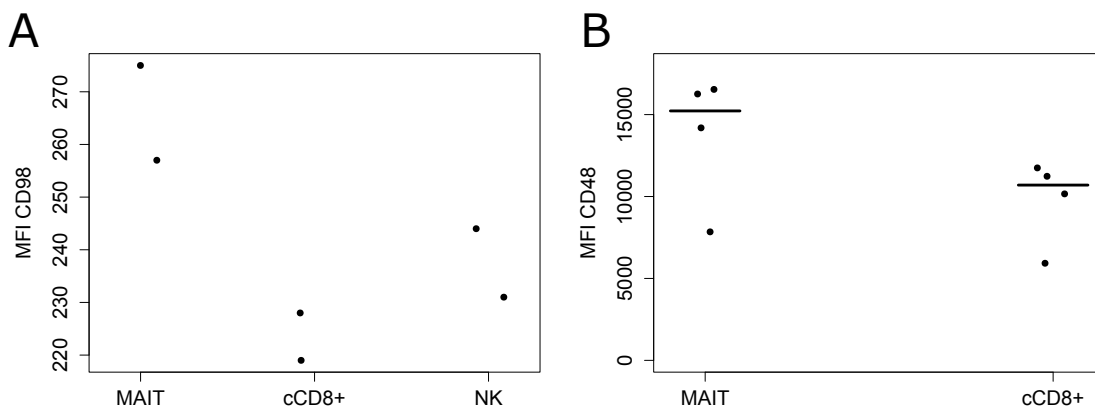 A
MFI CD98
270
260
250
240
230
220
MAIT
cCD8+
NK
B
MFI CD48
15000
10000
5000
0
MAIT
cCD8+